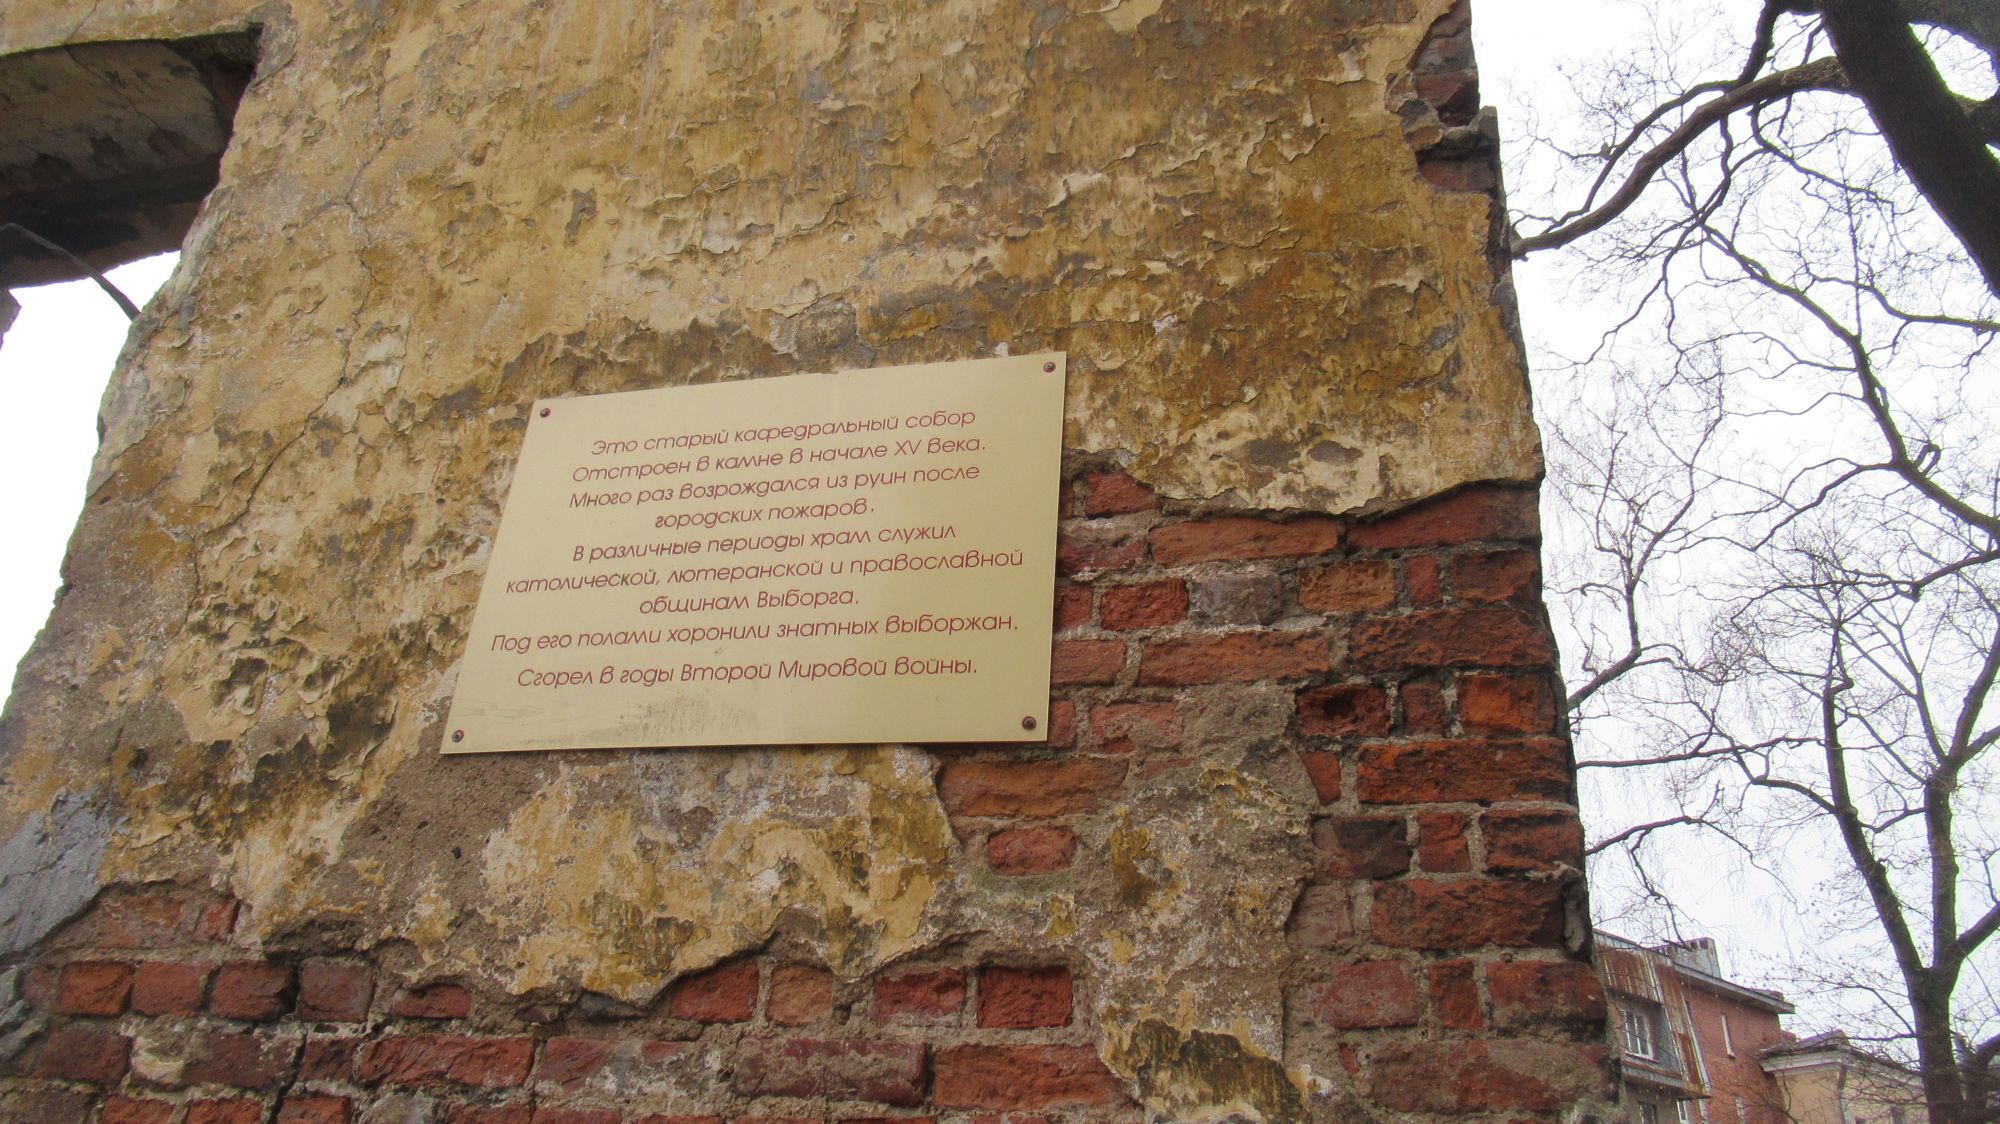 Это старый кафедральный собор
Отстроен в камне в начале XV века.
Много раз возрождался из руин после
городских пожаров.
В различные периоды храм служил
католической, лютеранской и православной
общинам Выборга.
Под его полами хоронили знатных выборжан.
Сгорел в годы Второй Мировой войны.